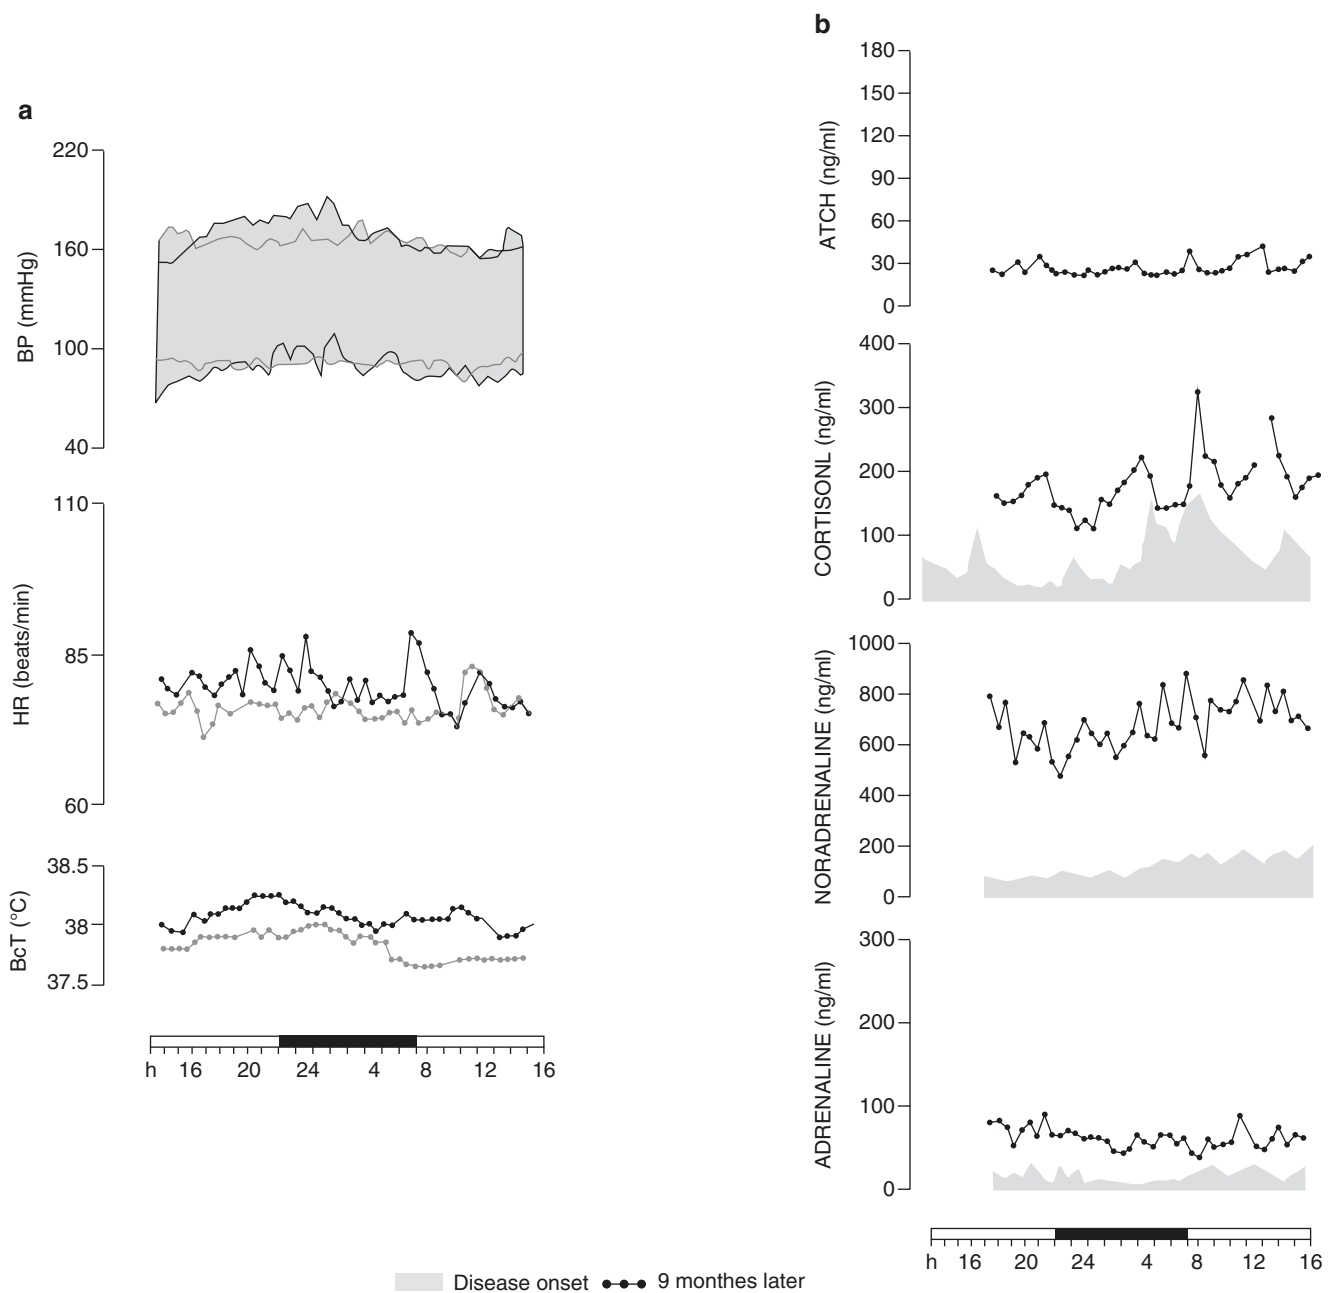 a
220
160
100
40
BP (mmHg)
110
85
60
HR (beats/min)
38.5
38
37.5
BcT (°C)
h 16 20 24 4 8 12 16
b
180
150
120
90
60
30
0
ATCH (ng/ml)
400
300
200
100
0
CORTISONL (ng/ml)
1000
800
600
400
200
0
NORADRENALINE (ng/ml)
300
200
100
0
ADRENALINE (ng/ml)
h 16 20 24 4 8 12 16
Disease onset 9 monthes later